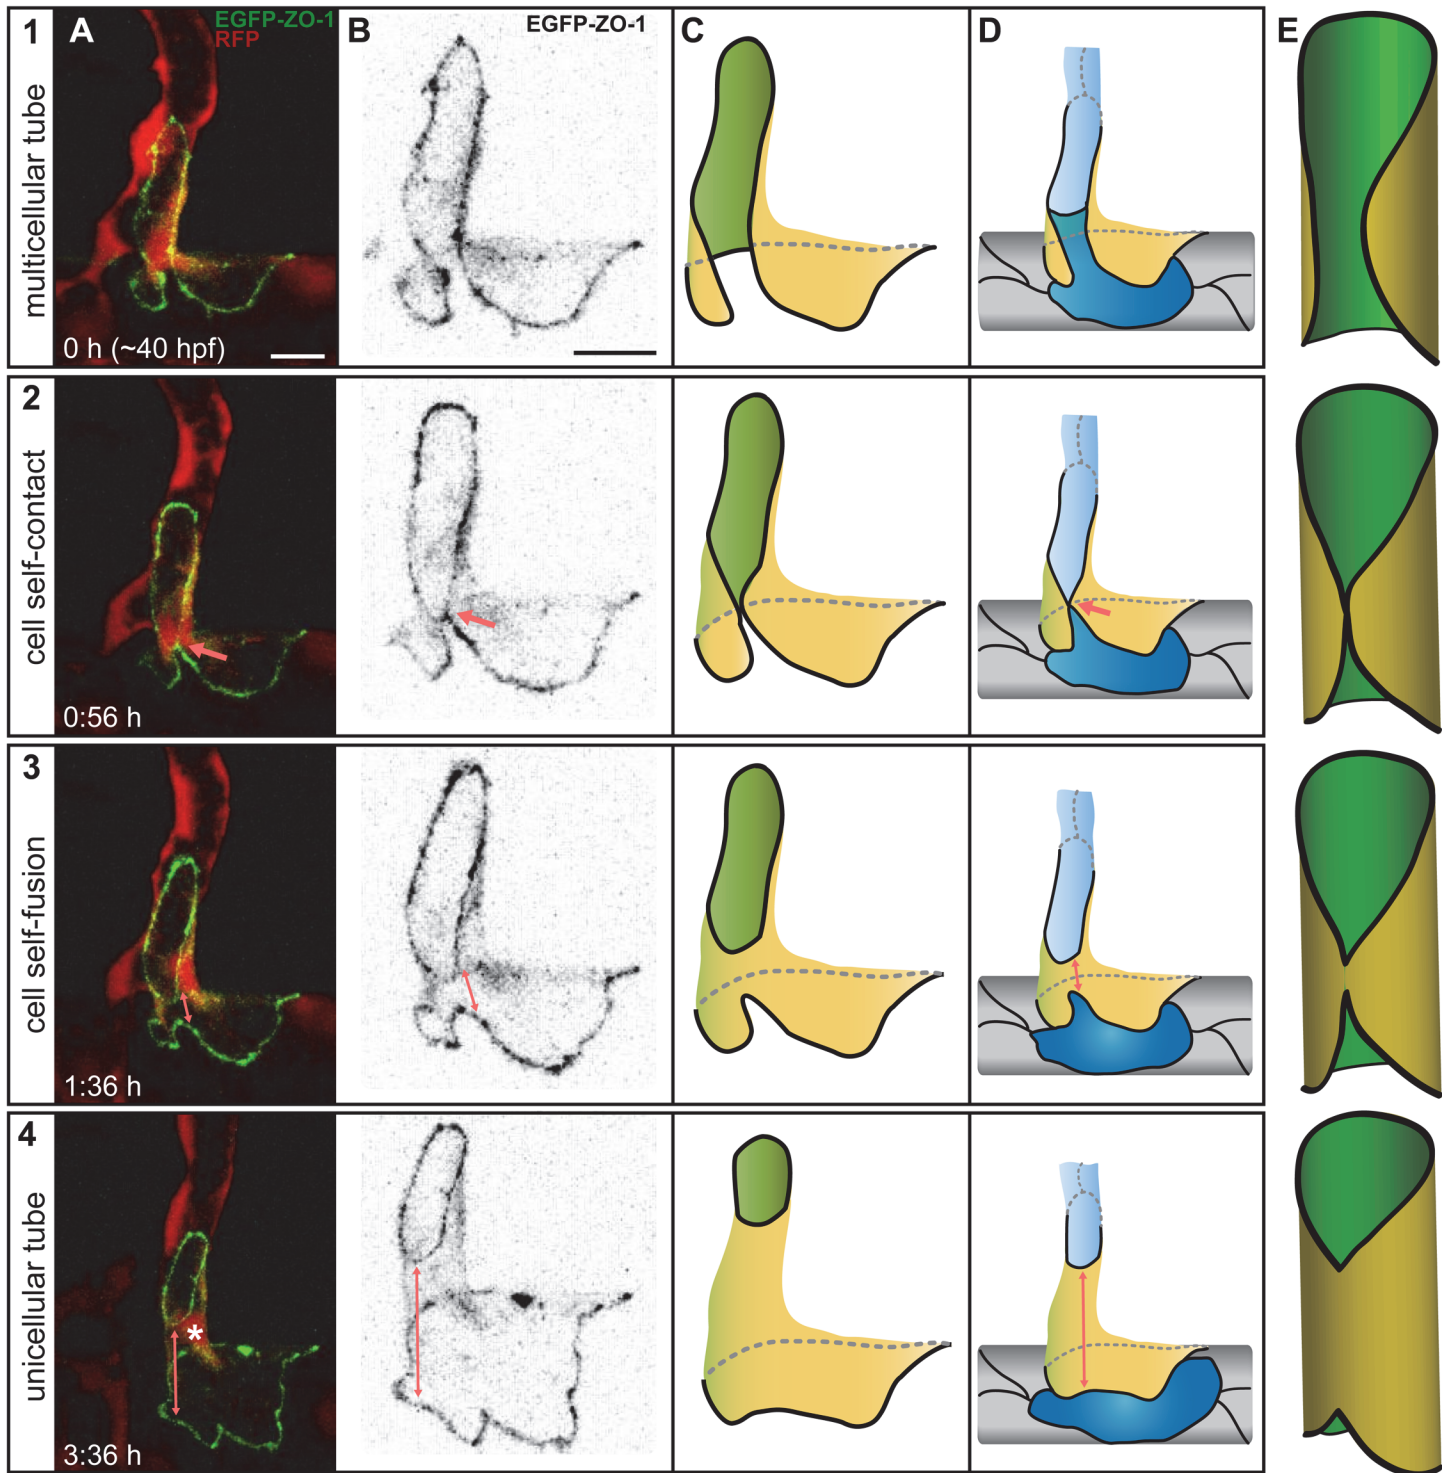 1
A
EGFP-ZO-1
RFP
B
EGFP-ZO-1
C
D
E
multicellular tube
0 h (~40 hpf)
2
cell self-contact
0:56 h
3
cell self-fusion
1:36 h
4
unicellular tube
*
3:36 h